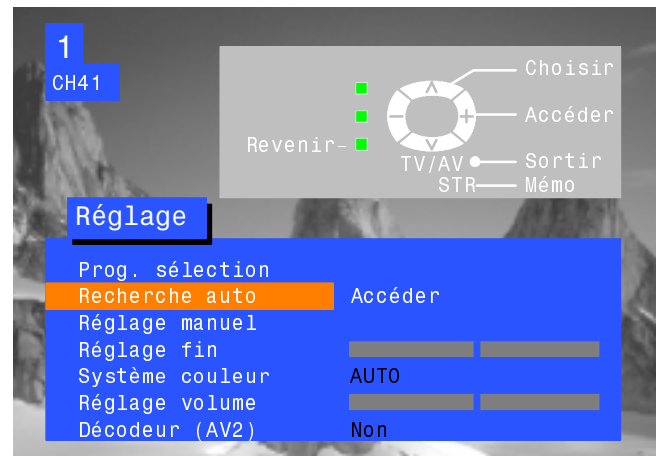 1
CH41
Choisir
Accéder
Revenir
TV/AV Sortir
STR Mémo
Réglage
Prog. sélection
Recherche auto Accéder
Réglage manuel
Réglage fin
Système couleur AUTO
Réglage volume
Décodeur (AV2) Non